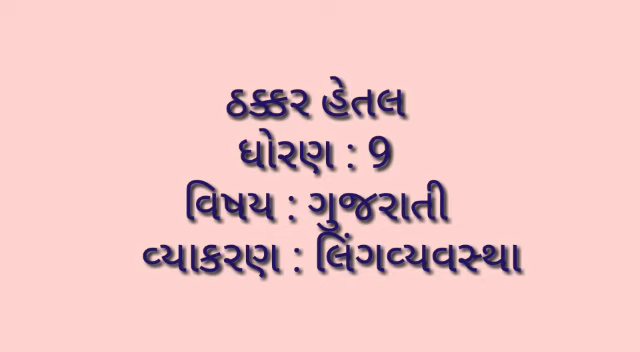 ઠક્કર હેતલ
ધોરણ : 9
વિષય : ગુજરાતી
વ્યાકરણ : લિંગવ્યવસ્થા